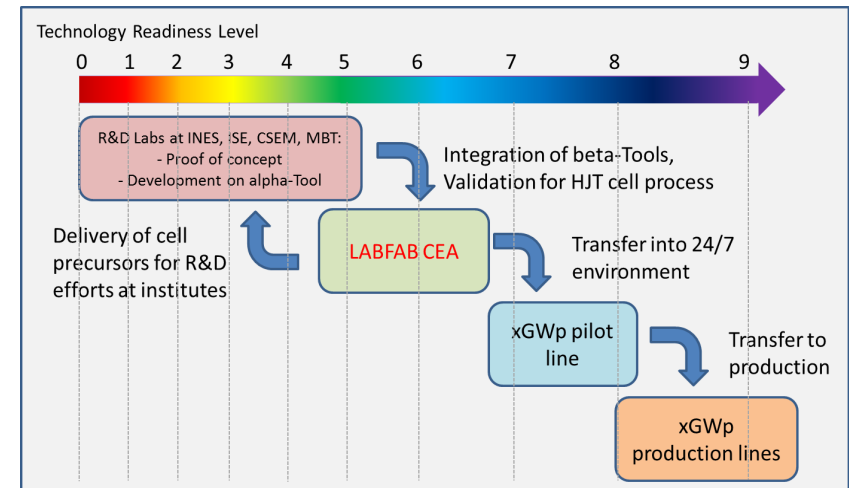 Technology Readiness Level
0 1 2 3 4 5 6 7 8 9
R&D Labs at INES, ISE, CSEM, MBT:
- Proof of concept
- Development on alpha-Tool
Integration of beta-Tools,
Validation for HJT cell process
Delivery of cell
precursors for R&D
efforts at institutes
LABFAB CEA
Transfer into 24/7
environment
xGWp pilot
line
Transfer to
production
xGWp
production lines